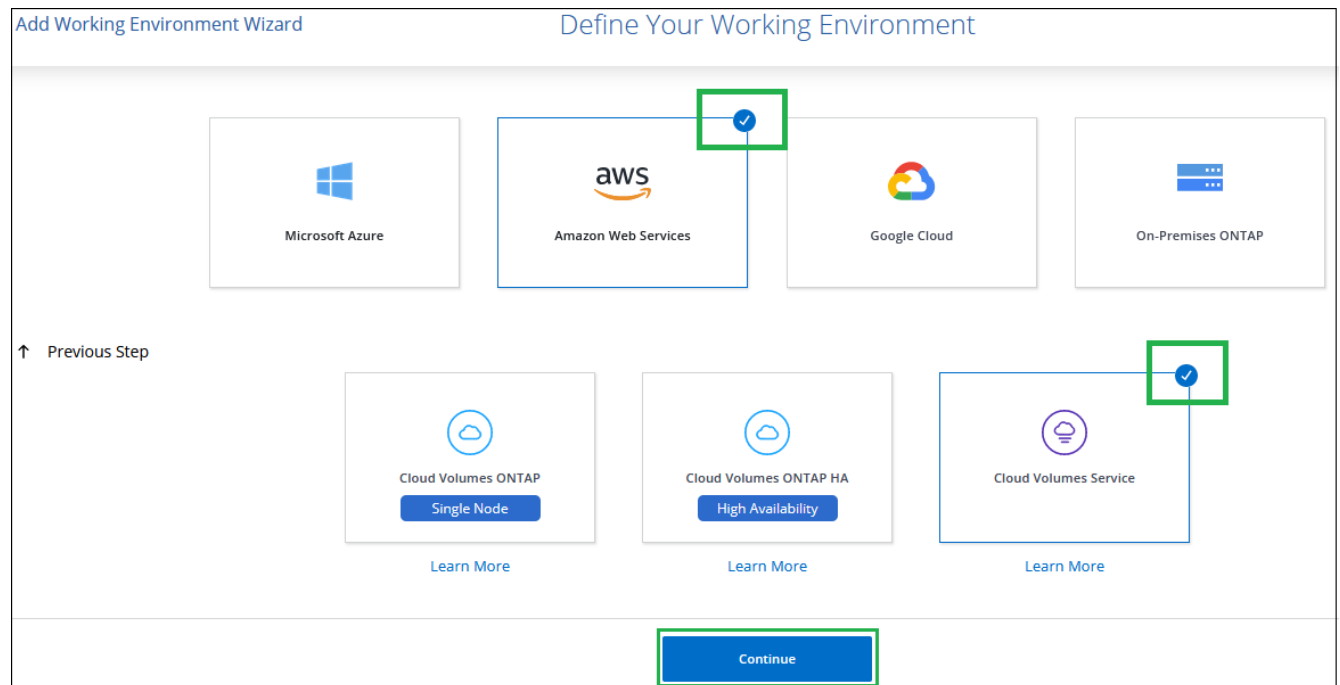 Add Working Environment Wizard
Define Your Working Environment
aws
Microsoft Azure
Amazon Web Services
Google Cloud
On-Premises ONTAP
↑ Previous Step
Cloud Volumes ONTAP
Single Node
Cloud Volumes ONTAP HA
High Availability
Cloud Volumes Service
Learn More
Learn More
Learn More
Continue